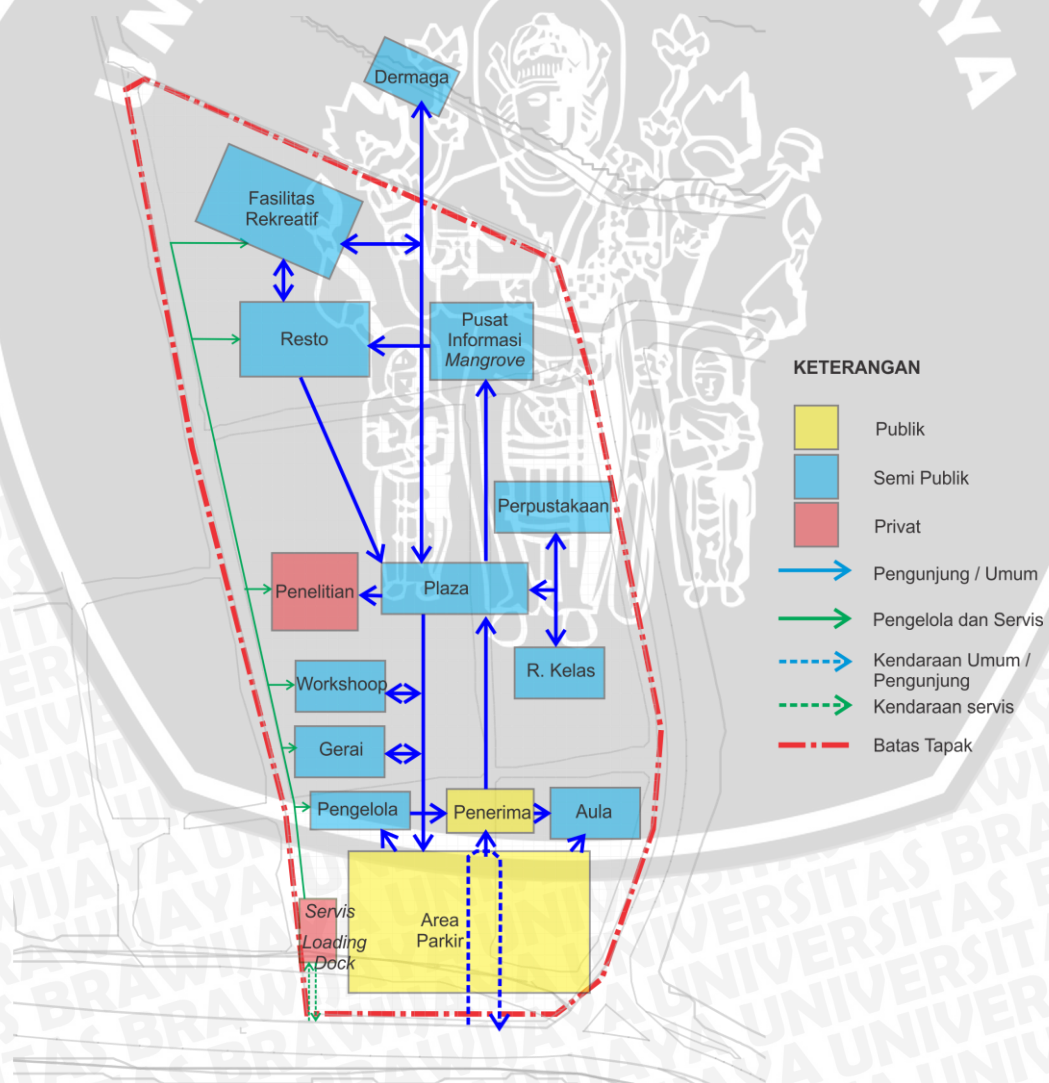 Dermaga
Fasilitas
Rekreatif
Resto
Pusat
Informasi
Mangrove
Perpustakaan
Penelitian
Plaza
R. Kelas
Workshoop
Gerai
Pengelola
Penerima
Aula
Area
Parkir
Servis
Loading
Dock
KETERANGAN
Publik
Semi Publik
Privat
Pengunjung / Umum
Pengelola dan Servis
Kendaraan Umum /
Pengunjung
Kendaraan servis
Batas Tapak